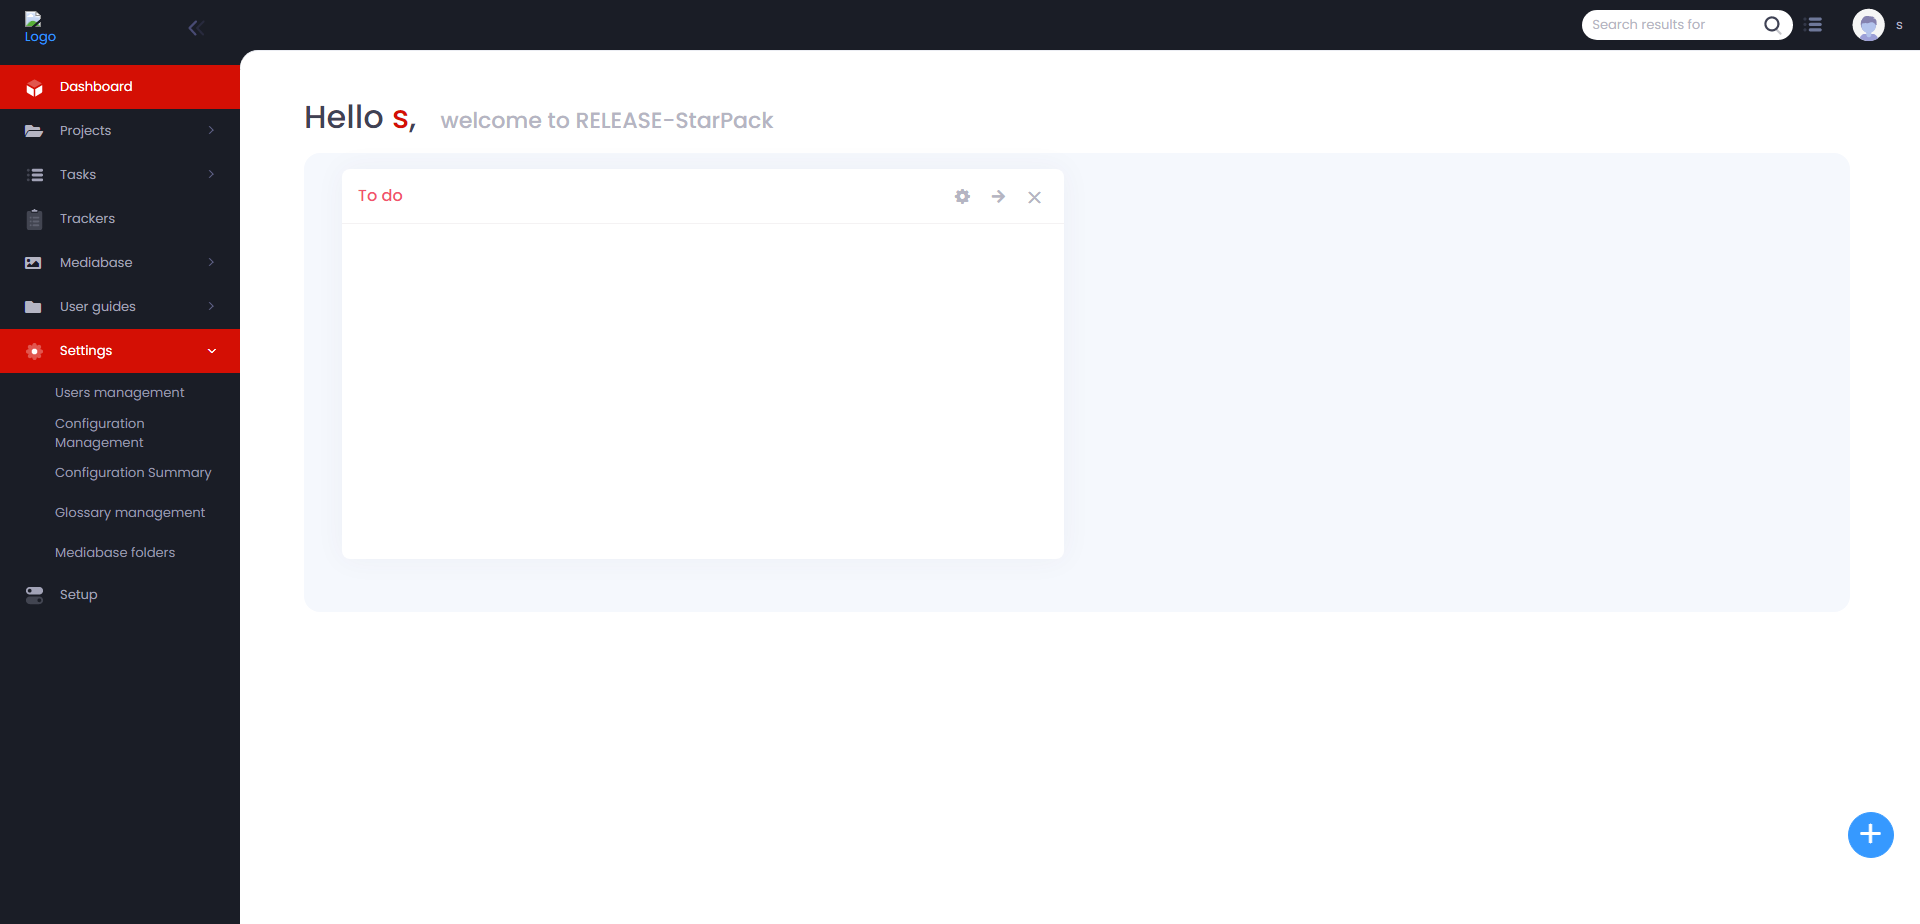 Logo
Search results for
s
Dashboard
Projects
Tasks
Trackers
Mediabase
User guides
Settings
Users management
Configuration
Management
Configuration Summary
Glossary management
Mediabase folders
Setup
Hello s, welcome to RELEASE-StarPack
To do